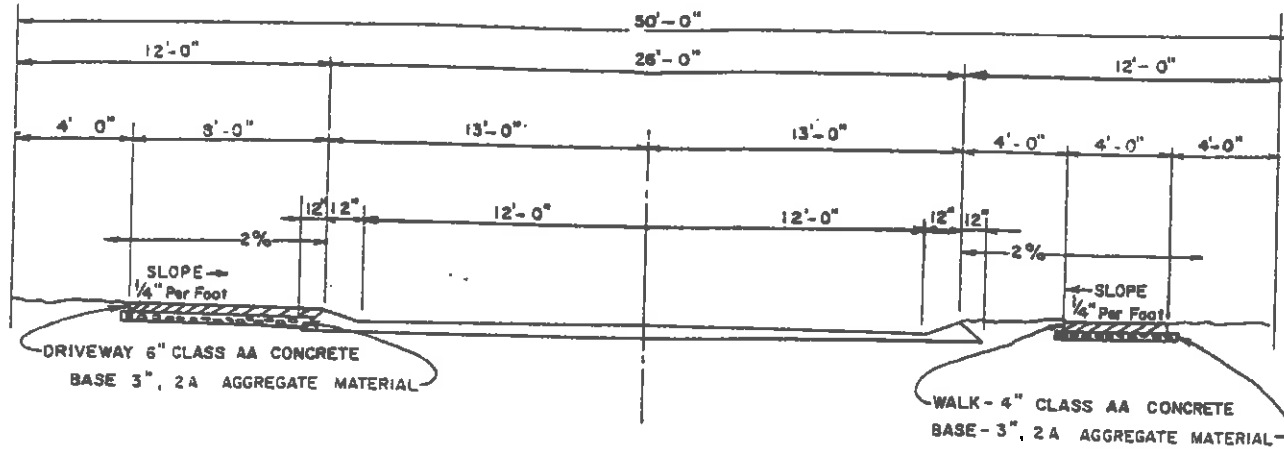 50'-0"
12'-0" 26'-0" 12'-0"
4'-0" 8'-0" 13'-0" 13'-0" 4'-0" 4'-0" 4'-0"
12" 12" 12'-0" 12'-0" 12" 12"
2% 2%
SLOPE
1/4" Per Foot
SLOPE
1/4" Per Foot
DRIVEWAY 6" CLASS AA CONCRETE
BASE 3", 2A AGGREGATE MATERIAL
WALK - 4" CLASS AA CONCRETE
BASE - 3", 2A AGGREGATE MATERIAL